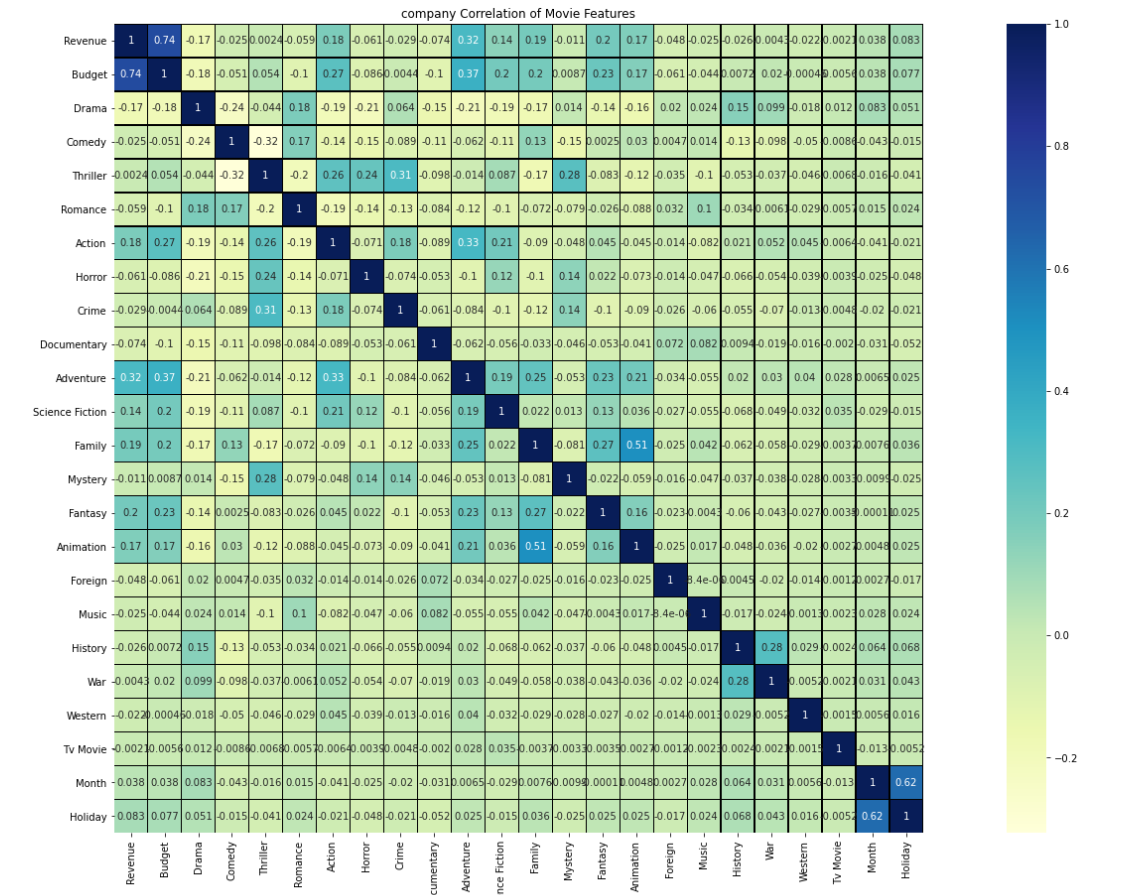 company Correlation of Movie Features
Revenue 1 0.74 -0.17 -0.025 0.0024 -0.059 0.18 -0.061 -0.029 -0.074 0.32 0.14 0.19 -0.011 0.2 0.17 -0.048 -0.025 -0.026 0.0043 -0.022 0.0021 0.038 0.083
Budget 0.74 1 -0.18 -0.051 0.054 -0.1 0.27 -0.086 0.0044 -0.1 0.37 0.2 0.2 0.0087 0.23 0.17 -0.061 -0.044 0.0072 0.02 0.0056 0.038 0.077
Drama -0.17 -0.18 1 -0.24 -0.044 0.18 -0.19 -0.21 0.064 -0.15 -0.21 -0.19 -0.17 0.014 -0.14 -0.16 0.02 0.024 0.15 0.099 -0.018 0.012 0.083 0.051
Comedy -0.025 -0.051 -0.24 1 -0.32 0.17 -0.14 -0.15 -0.089 -0.11 -0.062 -0.11 0.13 -0.15 0.0025 0.03 0.0047 0.014 -0.13 -0.098 -0.05 0.0086 -0.043 -0.015
Thriller -0.0024 0.054 -0.044 -0.32 1 -0.2 0.26 0.24 0.31 -0.098 -0.014 0.087 -0.17 0.28 -0.083 -0.12 -0.035 -0.1 -0.053 -0.037 -0.046 0.0068 -0.016 -0.041
Romance -0.059 -0.1 0.18 0.17 -0.2 1 -0.19 -0.14 -0.13 -0.084 -0.12 -0.1 -0.072 -0.079 -0.026 -0.088 0.032 0.1 -0.034 0.0061 -0.029 0.0057 0.015 0.024
Action 0.18 0.27 -0.19 -0.14 0.26 -0.19 1 -0.071 0.18 -0.089 0.33 0.21 -0.09 -0.048 0.045 -0.045 -0.014 -0.082 0.021 0.052 0.045 0.0064 -0.041 -0.021
Horror -0.061 -0.086 -0.21 -0.15 0.24 -0.14 -0.071 1 -0.074 -0.053 -0.1 0.12 -0.1 0.14 0.022 -0.073 -0.014 -0.047 -0.066 -0.054 -0.039 0.0039 -0.025 -0.048
Crime -0.029 0.0044 0.064 -0.089 0.31 -0.13 0.18 -0.074 1 -0.061 -0.084 -0.1 -0.12 0.14 -0.1 -0.09 -0.026 -0.06 -0.055 -0.07 -0.013 0.0048 -0.02 -0.021
Documentary -0.074 -0.1 -0.15 -0.11 -0.098 -0.084 -0.089 -0.053 -0.061 1 -0.062 -0.056 -0.033 -0.046 -0.053 -0.041 0.072 0.082 0.0094 -0.019 -0.016 -0.002 -0.031 -0.052
Adventure 0.32 0.37 -0.21 -0.062 -0.014 -0.12 0.33 -0.1 -0.084 -0.062 1 0.19 0.25 -0.053 0.23 0.21 -0.034 -0.055 0.02 0.03 0.04 0.028 0.0065 0.025
Science Fiction 0.14 0.2 -0.19 -0.11 0.087 -0.1 0.21 0.12 -0.1 -0.056 0.19 1 0.022 0.013 0.13 0.036 -0.027 -0.055 -0.068 -0.049 -0.032 0.035 -0.029 -0.015
Family 0.19 0.2 -0.17 0.13 -0.17 -0.072 -0.09 -0.1 -0.12 -0.033 0.25 0.022 1 -0.081 0.27 0.51 -0.025 0.042 -0.062 -0.058 -0.029 0.0037 0.0076 0.036
Mystery -0.011 0.0087 0.014 -0.15 0.28 -0.079 -0.048 0.14 0.14 -0.046 -0.053 0.013 -0.081 1 -0.022 -0.059 -0.016 -0.047 -0.037 -0.038 -0.028 0.0033 0.0099 -0.025
Fantasy 0.2 0.23 -0.14 0.0025 -0.083 -0.026 0.045 0.022 -0.1 -0.053 0.23 0.13 0.27 -0.022 1 0.16 -0.023 -0.0043 -0.06 -0.043 -0.027 0.025
Animation 0.17 0.17 -0.16 0.03 -0.12 -0.088 -0.045 -0.073 -0.09 -0.041 0.21 0.036 0.51 -0.059 0.16 1 -0.025 0.017 -0.048 -0.036 -0.02 0.0027 0.0048 0.025
Foreign -0.048 -0.061 0.02 0.0047 -0.035 0.032 -0.014 -0.014 -0.026 0.072 -0.034 -0.027 -0.025 -0.016 -0.023 -0.025 1 0.0045 -0.02 -0.014 0.0012 0.0027 -0.017
Music -0.025 -0.044 0.024 0.014 -0.1 0.1 -0.082 -0.047 -0.06 0.082 -0.055 -0.055 0.042 -0.047 0.0043 0.017 1 -0.017 -0.024 0.0013 0.0023 0.028 0.024
History -0.026 0.0072 0.15 -0.13 -0.053 -0.034 0.021 -0.066 -0.055 0.0094 0.02 -0.068 -0.062 -0.037 -0.06 -0.048 0.0045 -0.017 1 0.28 0.029 0.0024 0.064 0.068
War -0.0043 0.02 0.099 -0.098 -0.037 0.0061 0.052 -0.054 -0.07 -0.019 0.03 -0.049 -0.058 -0.038 -0.043 -0.036 -0.02 -0.024 0.28 1 0.0052 0.0021 0.031 0.043
Western -0.022 -0.018 -0.05 -0.046 -0.029 0.045 -0.039 -0.013 -0.016 0.04 -0.032 -0.029 -0.028 -0.027 -0.02 -0.014 0.0013 0.029 0.0052 1 0.0015 0.0056 0.016
Tv Movie -0.0021 0.0056 0.012 -0.0086 0.0068 0.0057 0.0064 0.0039 0.0048 -0.002 0.028 0.035 -0.0037 0.0033 0.0035 0.0027 0.0012 0.0023 0.0024 0.0021 0.0015 1 -0.013 0.0052
Month 0.038 0.038 0.083 -0.043 -0.016 0.015 -0.041 -0.025 -0.02 -0.031 0.0065 -0.029 0.0076 0.0099 0.0048 0.0027 0.028 0.064 0.031 0.0056 -0.013 1 0.62
Holiday 0.083 0.077 0.051 -0.015 -0.041 0.024 -0.021 -0.048 -0.021 -0.052 0.025 -0.015 0.036 -0.025 0.025 0.025 -0.017 0.024 0.068 0.043 0.016 0.0052 0.62 1
Revenue Budget Drama Comedy Thriller Romance Action Horror Crime cumentary Adventure nce Fiction Family Mystery Fantasy Animation Foreign Music History War Western Tv Movie Month Holiday
1.0
0.8
0.6
0.4
0.2
0.0
−0.2